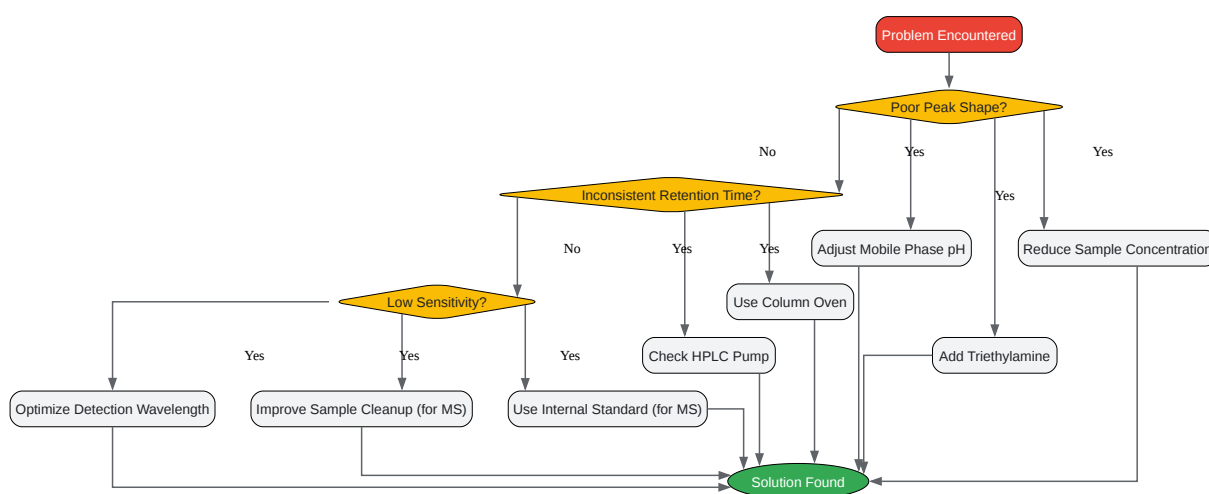 Problem Encountered
Poor Peak Shape?
No
Yes
Yes
Inconsistent Retention Time?
Yes
No
Yes
Yes
Adjust Mobile Phase pH
Reduce Sample Concentration
Low Sensitivity?
Use Column Oven
Yes
Yes
Yes
Check HPLC Pump
Add Triethylamine
Optimize Detection Wavelength
Improve Sample Cleanup (for MS)
Use Internal Standard (for MS)
Solution Found